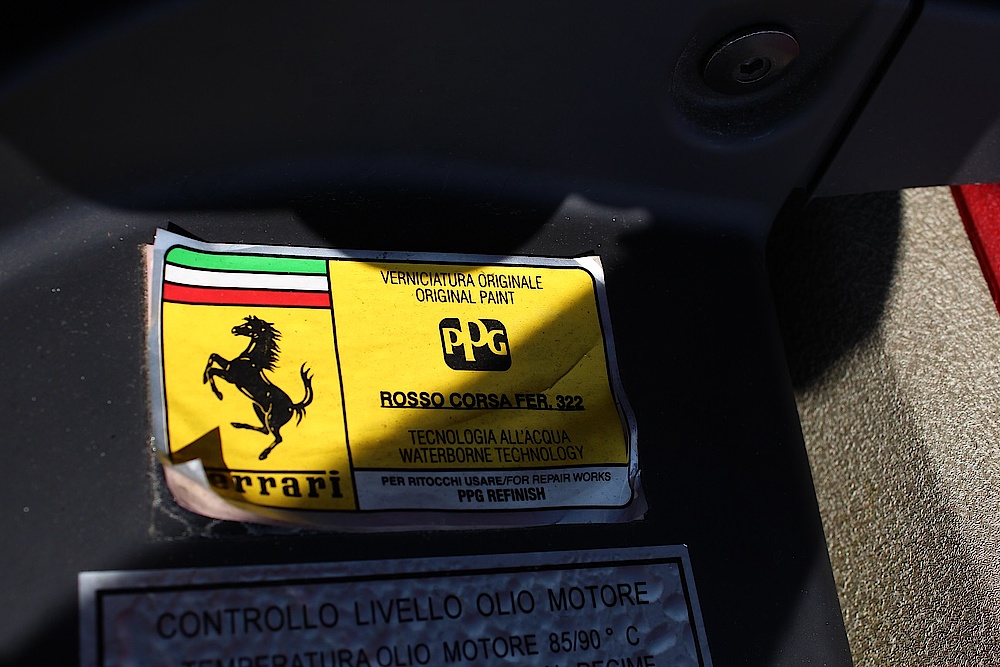 VERNICIATURA ORIGINALE
ORIGINAL PAINT
PPG
ROSSO CORSA FER. 322
TECNOLOGIA ALL'ACQUA
WATERBORNE TECHNOLOGY
PER RITOCCHI USARE/FOR REPAIR WORKS
PPG REFINISH
Ferrari
CONTROLLO LIVELLO OLIO MOTORE
TEMPERATURA OLIO MOTORE 85/90° C
REGIME